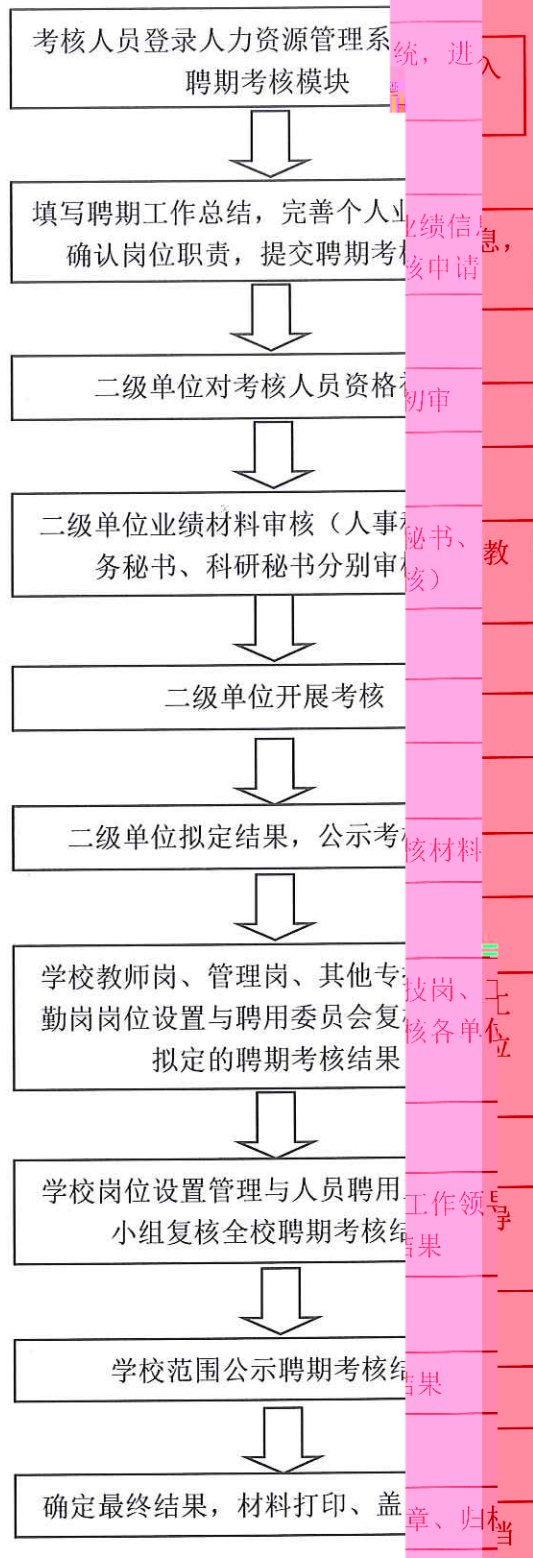 考核人员登录人力资源管理系统，进入
聘期考核模块
填写聘期工作总结，完善个人业绩信息，
确认岗位职责，提交聘期考核申请
二级单位对考核人员资格初审
二级单位业绩材料审核（人事秘书、教
务秘书、科研秘书分别审核）
二级单位开展考核
二级单位拟定结果，公示考核材料
学校教师岗、管理岗、其他专技岗、工
勤岗岗位设置与聘用委员会复核各单位
拟定的聘期考核结果
学校岗位设置管理与人员聘用工作领导
小组复核全校聘期考核结果
学校范围公示聘期考核结果
确定最终结果，材料打印、盖章、归档